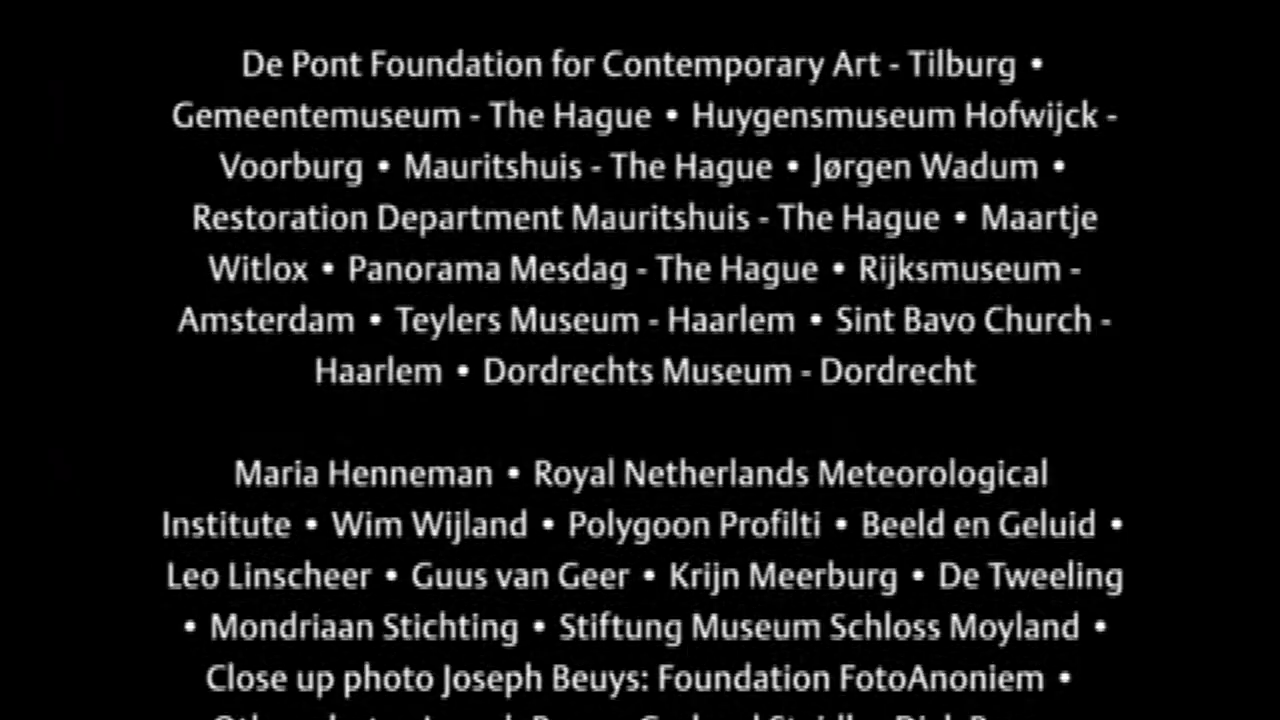 De Pont Foundation for Contemporary Art - Tilburg •
Gemeentemuseum - The Hague • Huygensmuseum Hofwijck -
Voorburg • Mauritshuis - The Hague • Jørgen Wadum •
Restoration Department Mauritshuis - The Hague • Maartje
Witlox • Panorama Mesdag - The Hague • Rijksmuseum -
Amsterdam • Teylers Museum - Haarlem • Sint Bavo Church -
Haarlem • Dordrechts Museum - Dordrecht
Maria Henneman • Royal Netherlands Meteorological
Institute • Wim Wijland • Polygoon Profilti • Beeld en Geluid •
Leo Linscheer • Guus van Geer • Krijn Meerburg • De Tweeling
• Mondriaan Stichting • Stiftung Museum Schloss Moyland •
Close up photo Joseph Beuys: Foundation FotoAnoniem •